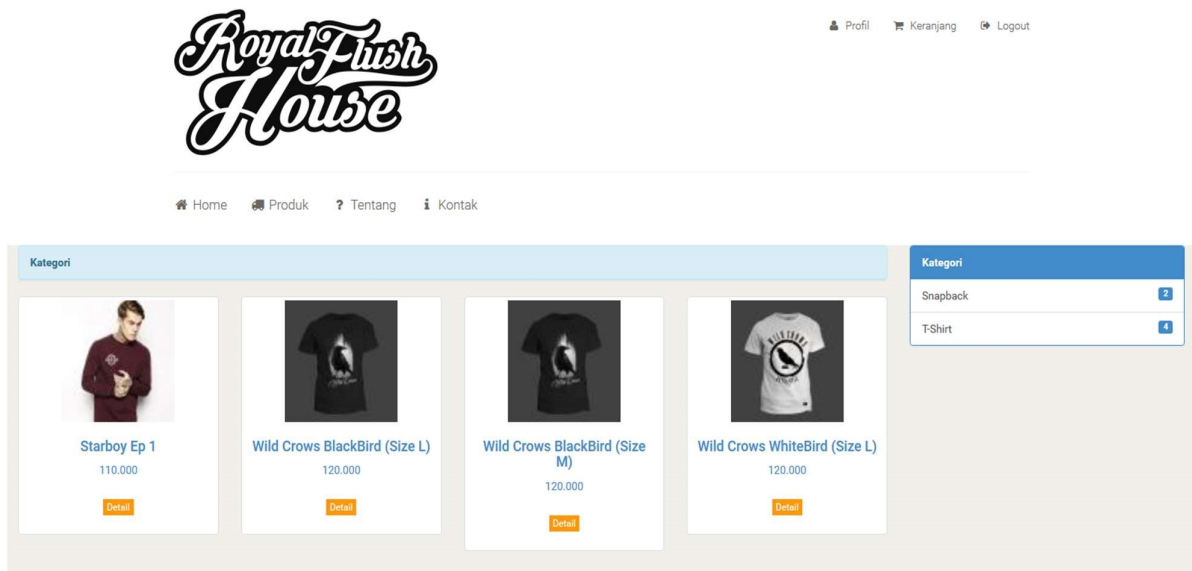 Royal Flush
House
Profil
Keranjang
Logout
Home
Produk
? Tentang
Kontak
Kategori
Starboy Ep 1
110.000
Detail
Wild Crows BlackBird (Size L)
120.000
Detail
Wild Crows BlackBird (Size
M)
120.000
Detail
WILD CROWS
Wild Crows WhiteBird (Size L)
120.000
Detail
Kategori
Snapback 2
T-Shirt 4